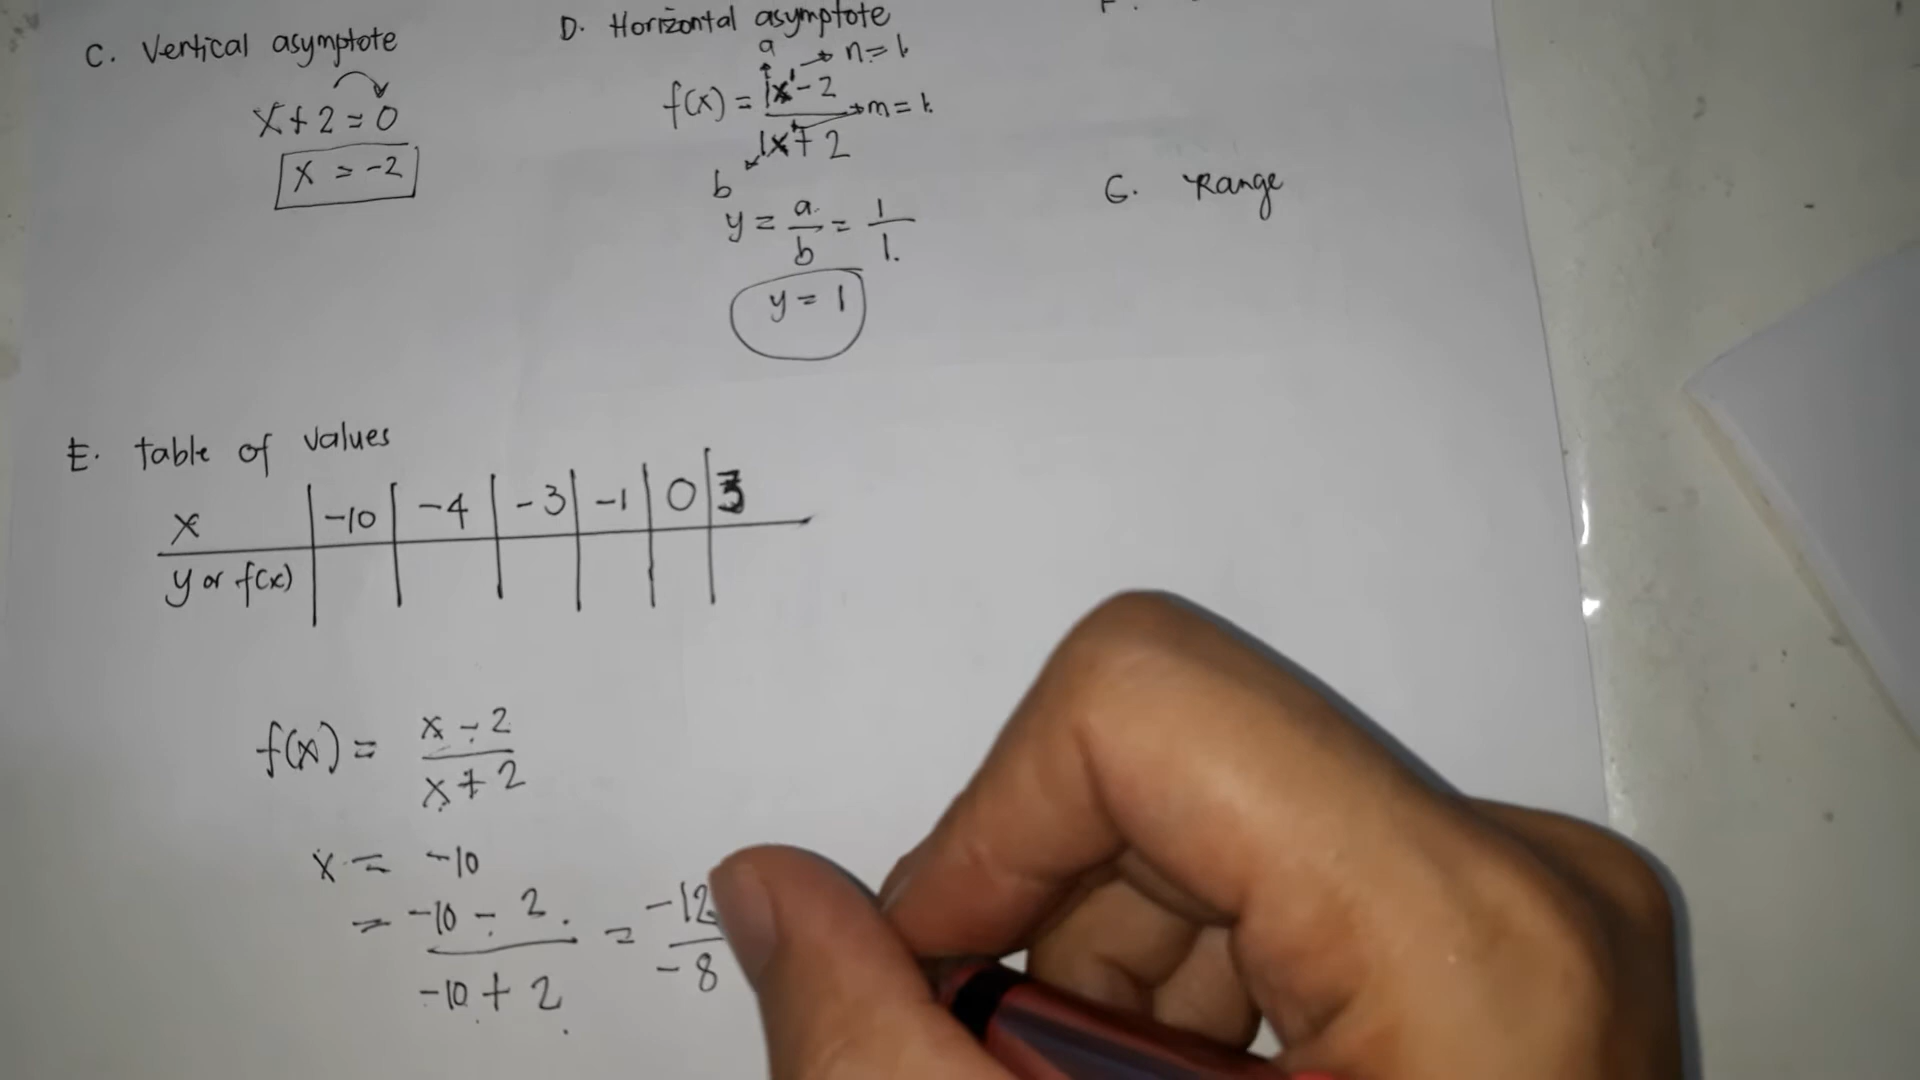 C. Vertical asymptote
x + 2 = 0
x = -2
D. Horizontal asymptote
a
n = 1
f(x) = 1x¹ - 2
m = 1
1x¹ + 2
b
y = a/b = 1/1
y = 1
G. Range
E. table of values
x | -10 | -4 | -3 | -1 | 0 | 3
y or f(x)
f(x) = x - 2
x + 2
x = -10
= -10 - 2 = -12
-10 + 2 -8